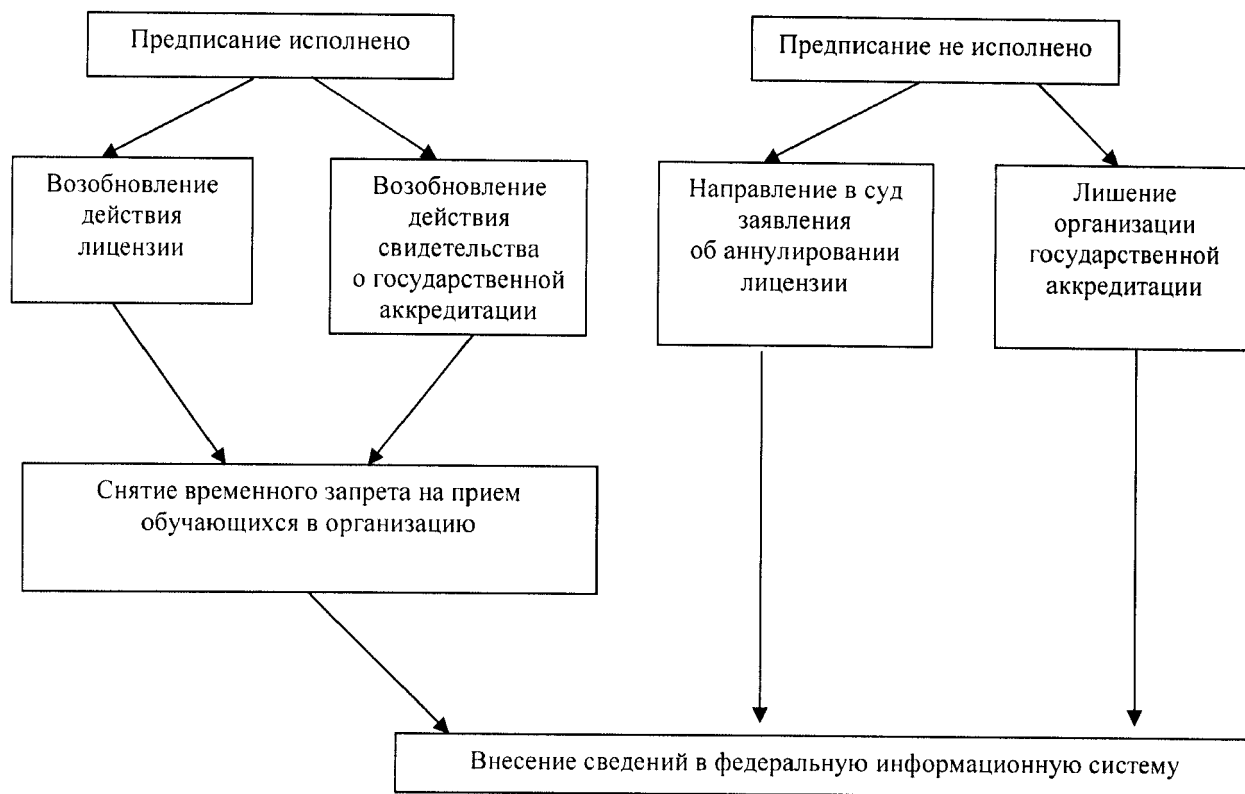 Предписание исполнено
Предписание не исполнено
Возобновление
действия
лицензии
Возобновление
действия
свидетельства
о государственной
аккредитации
Направление в суд
заявления
об аннулировании
лицензии
Лишение
организации
государственной
аккредитации
Снятие временного запрета на прием
обучающихся в организацию
Внесение сведений в федеральную информационную систему